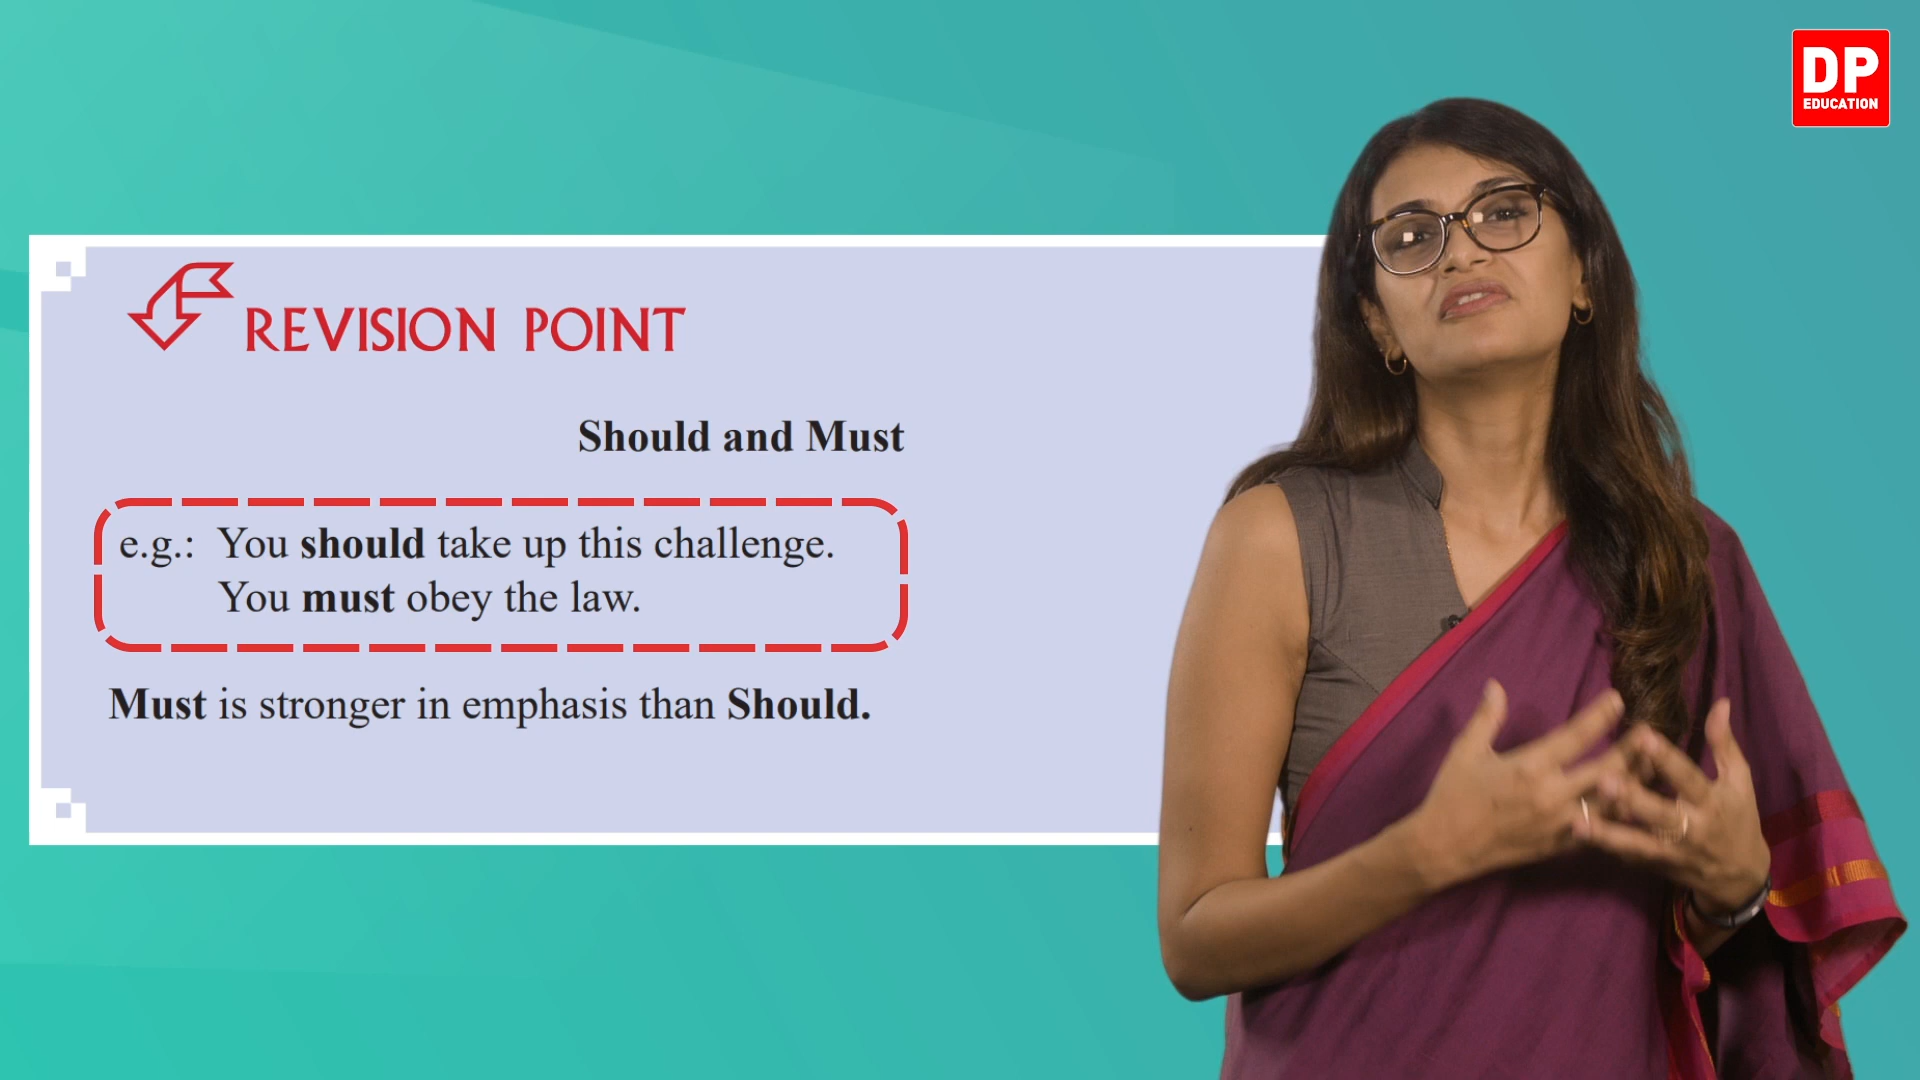 DP
EDUCATION
REVISION POINT
Should and Must
e.g.: You should take up this challenge.
You must obey the law.
Must is stronger in emphasis than Should.